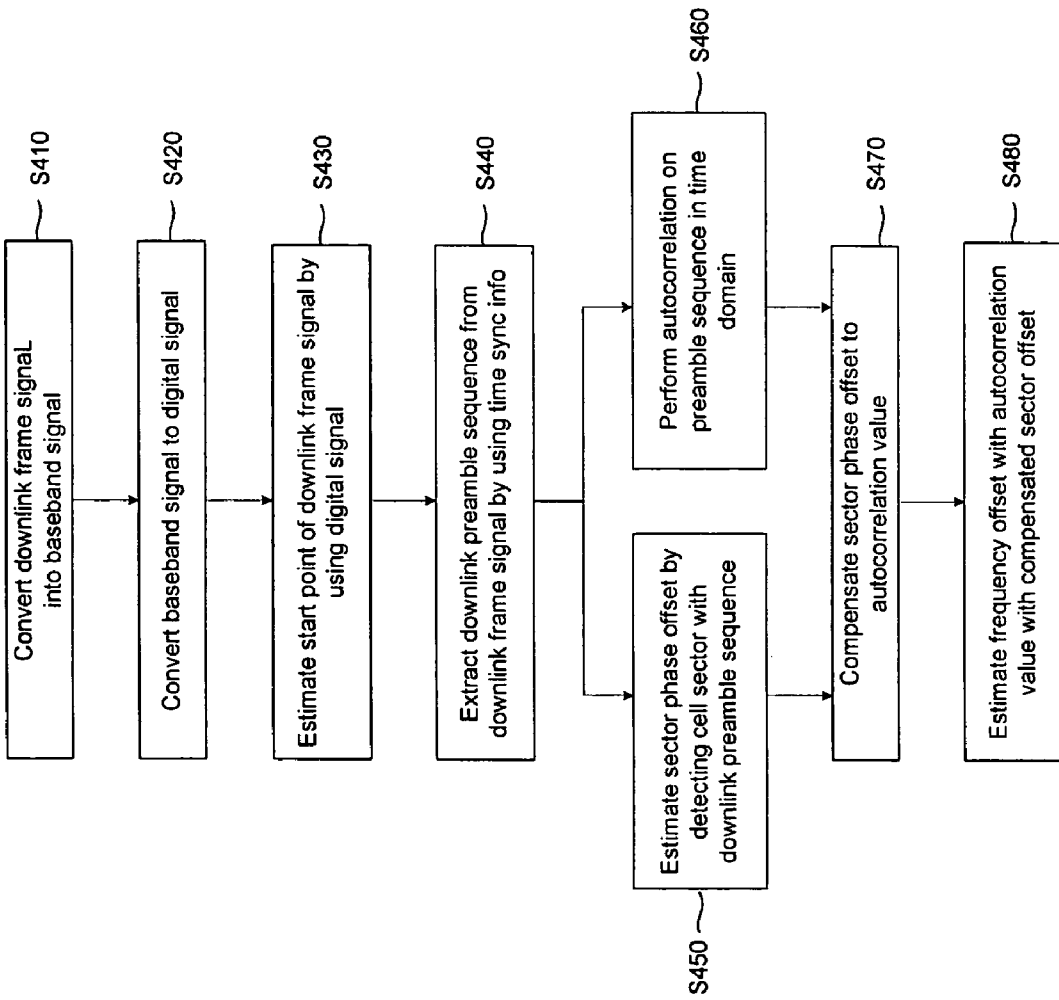 Convert downlink frame signal
into baseband signal
S410
Convert baseband signal to digital signal
S420
Estimate start point of downlink frame signal by
using digital signal
S430
Extract downlink preamble sequence from
downlink frame signal by using time sync info
S440
Estimate sector phase offset by
detecting cell sector with
downlink preamble sequence
S450
Perform autocorrelation on
preamble sequence in time
domain
S460
Compensate sector phase offset to
autocorrelation value
S470
Estimate frequency offset with autocorrelation
value with compensated sector offset
S480